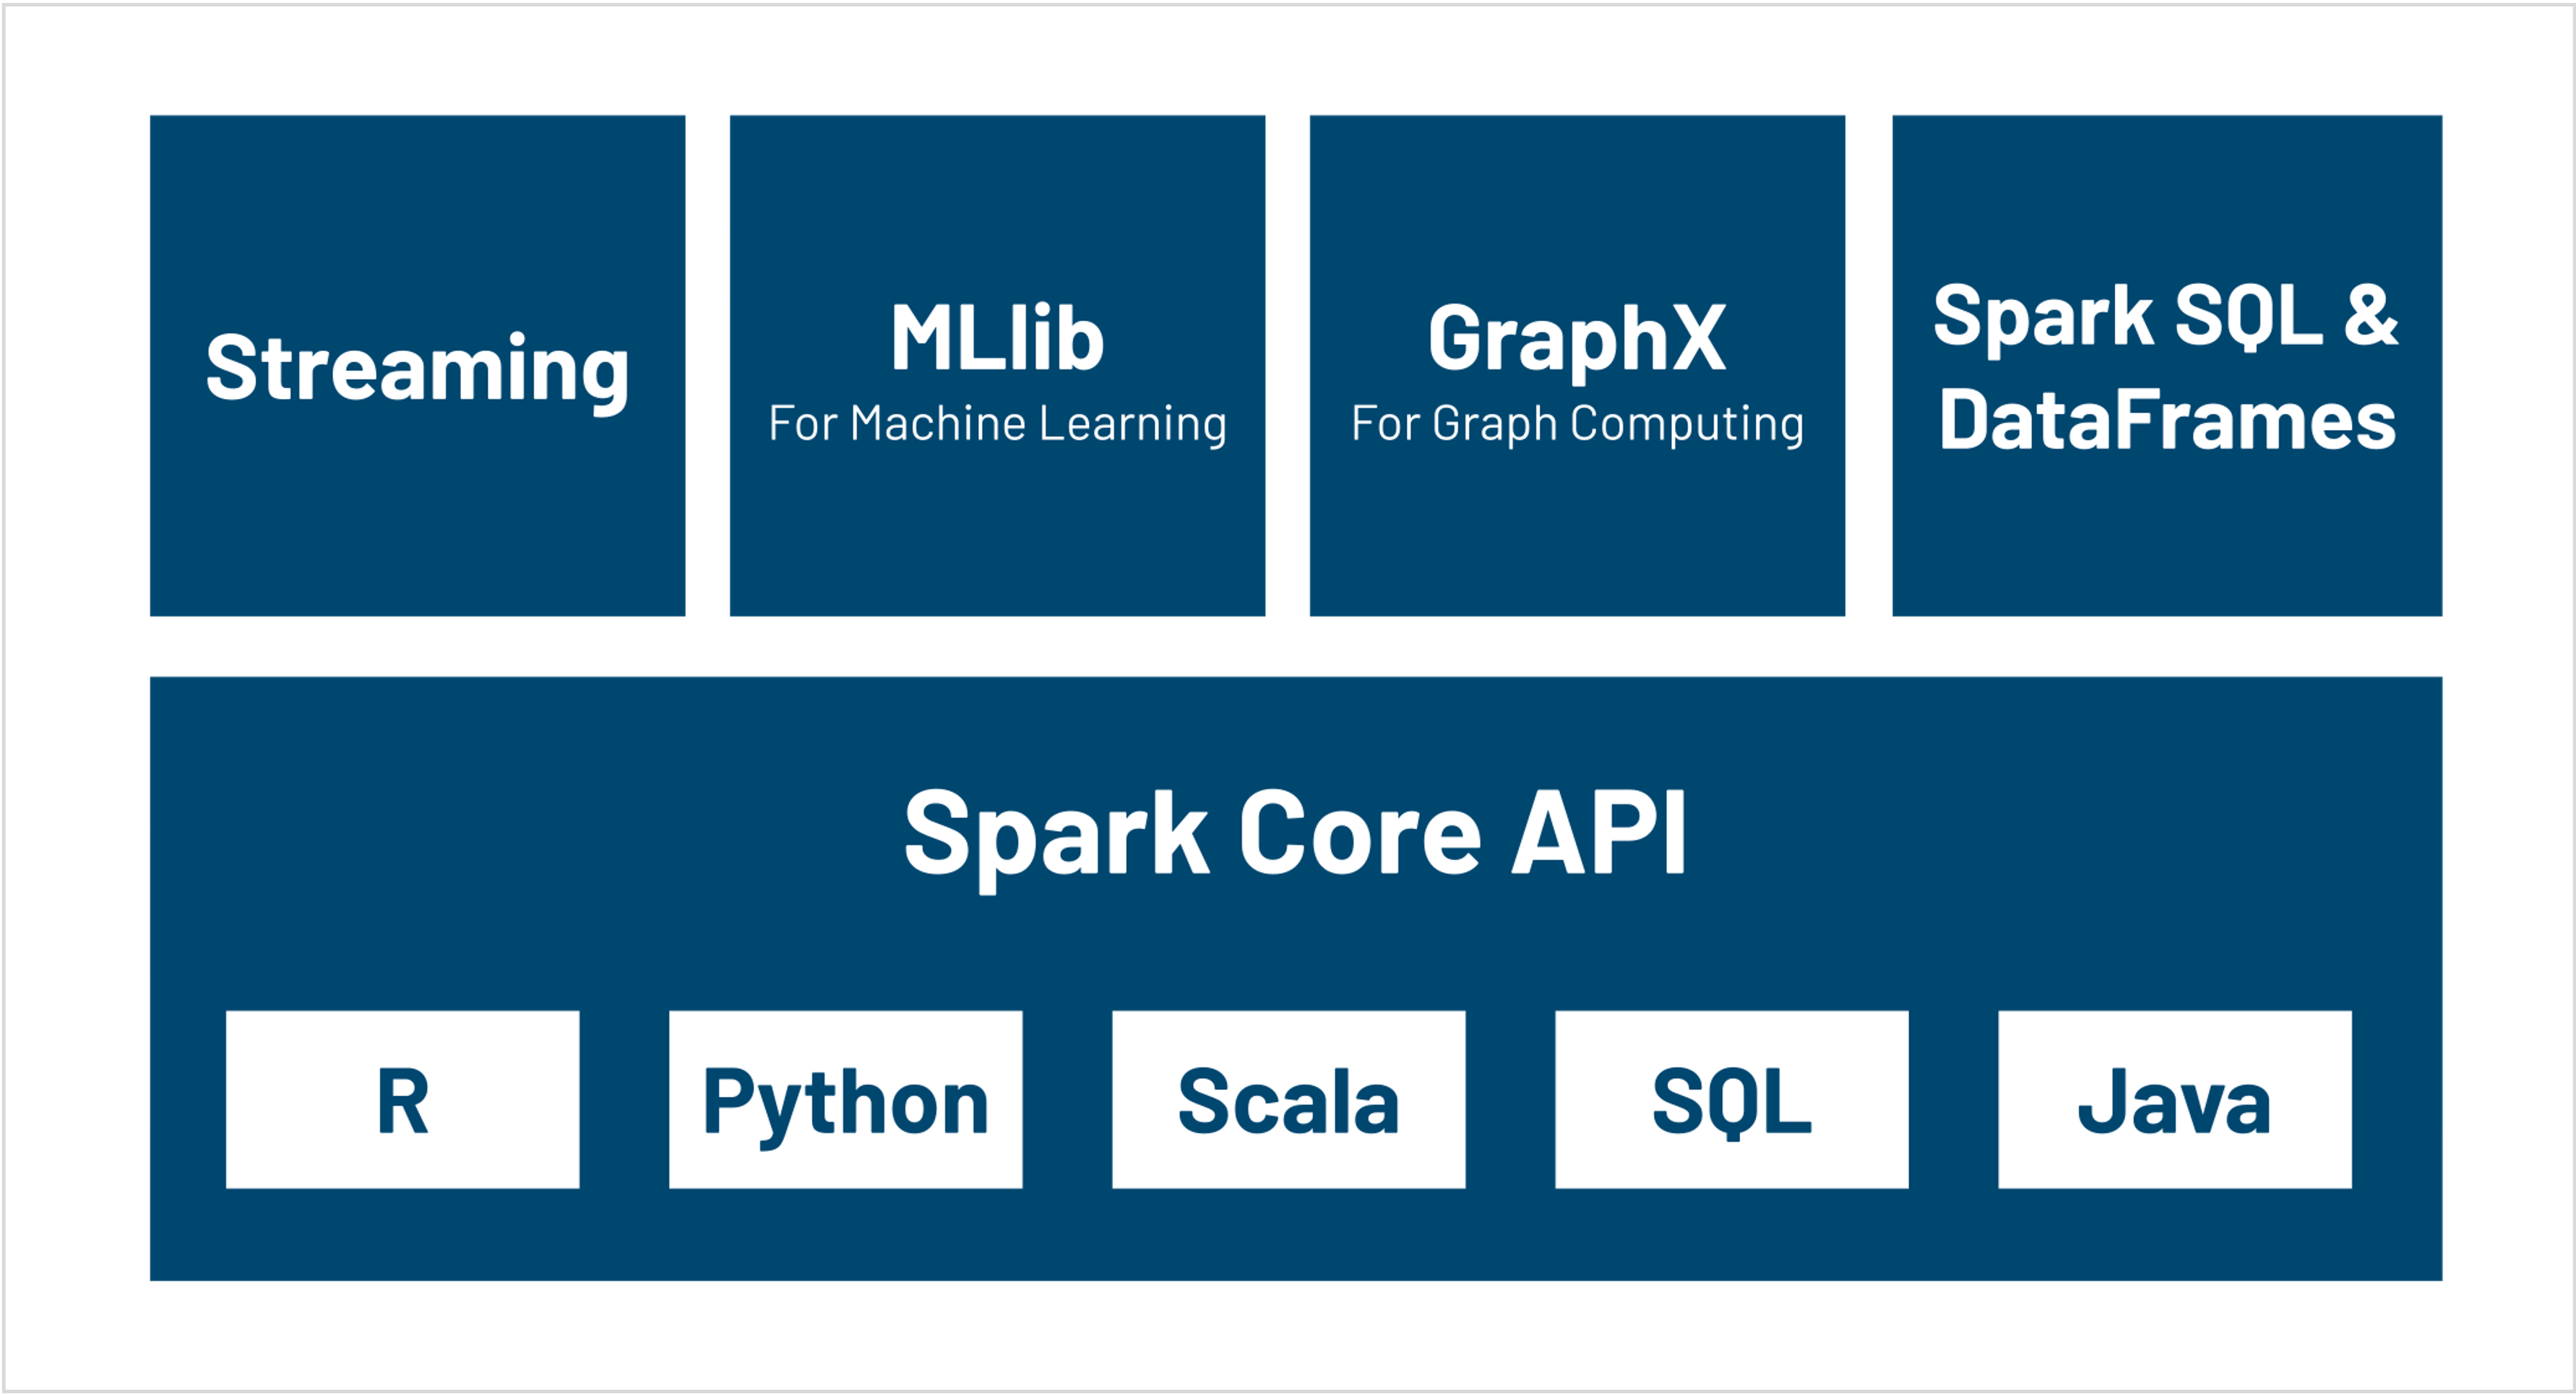 Streaming
MLlib
For Machine Learning
GraphX
For Graph Computing
Spark SQL &
DataFrames
Spark Core API
R
Python
Scala
SQL
Java